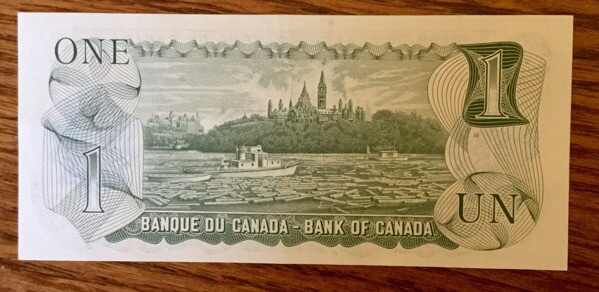 ONE
1
1
UN
BANQUE DU CANADA - BANK OF CANADA